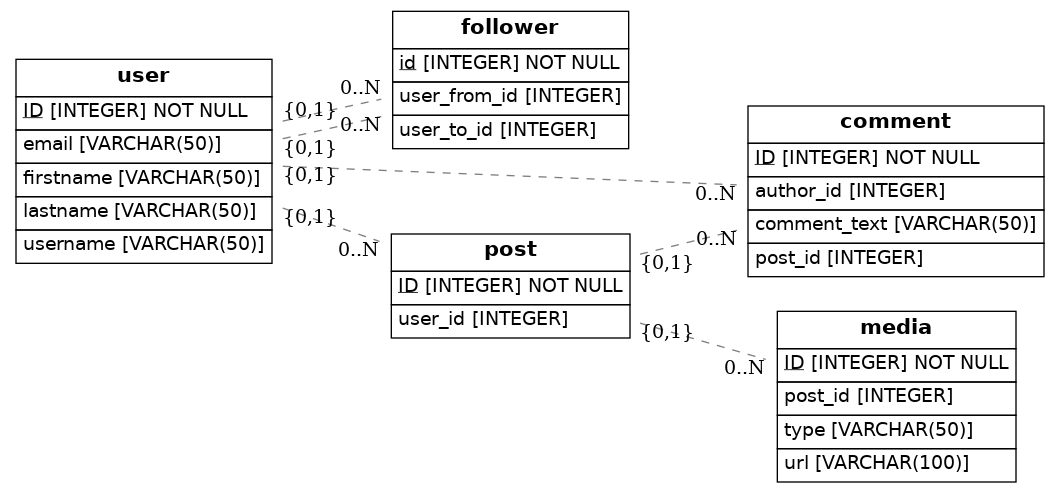 user
ID [INTEGER] NOT NULL
email [VARCHAR(50)]
firstname [VARCHAR(50)]
lastname [VARCHAR(50)]
username [VARCHAR(50)]
follower
id [INTEGER] NOT NULL
user_from_id [INTEGER]
user_to_id [INTEGER]
0..N
{0,1}
0..N
{0,1}
{0,1}
0..N
{0,1}
0..N
post
ID [INTEGER] NOT NULL
user_id [INTEGER]
comment
ID [INTEGER] NOT NULL
author_id [INTEGER]
comment_text [VARCHAR(50)]
post_id [INTEGER]
0..N
{0,1}
{0,1}
0..N
media
ID [INTEGER] NOT NULL
post_id [INTEGER]
type [VARCHAR(50)]
url [VARCHAR(100)]